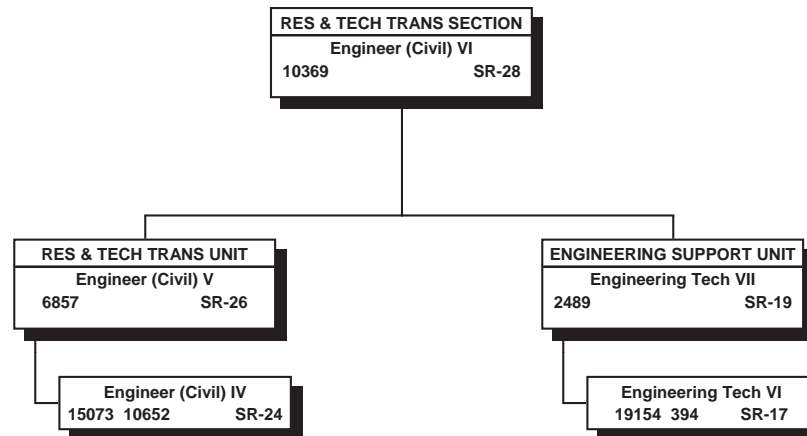 RES & TECH TRANS SECTION
Engineer (Civil) VI
10369 SR-28
RES & TECH TRANS UNIT
Engineer (Civil) V
6857 SR-26
Engineer (Civil) IV
15073 10652 SR-24
ENGINEERING SUPPORT UNIT
Engineering Tech VII
2489 SR-19
Engineering Tech VI
19154 394 SR-17